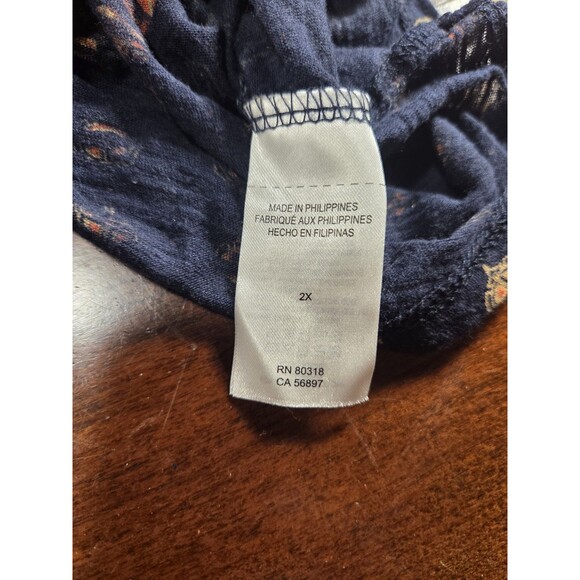 MADE IN PHILIPPINES
FABRIQUÉ AUX PHILIPPINES
HECHO EN FILIPINAS
2X
RN 80318
CA 56897